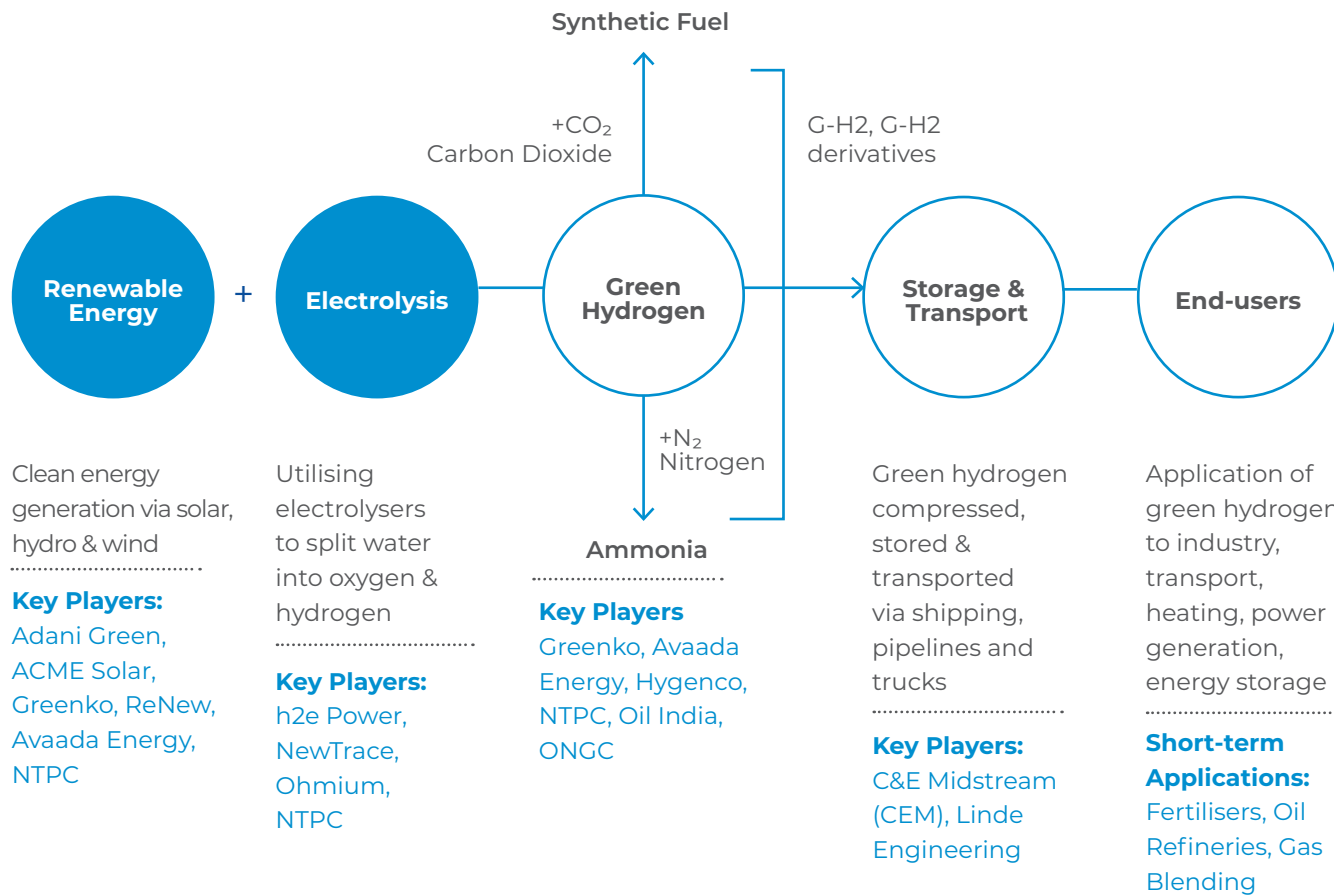 Synthetic Fuel
+CO₂
Carbon Dioxide
G-H2, G-H2
derivatives
Renewable
Energy
+
Electrolysis
Green
Hydrogen
Storage &
Transport
End-users
+N₂
Nitrogen
Ammonia
Clean energy
generation via solar,
hydro & wind
Key Players:
Adani Green,
ACME Solar,
Greenko, ReNew,
Avaada Energy,
NTPC
Utilising
electrolysers
to split water
into oxygen &
hydrogen
Key Players:
h2e Power,
NewTrace,
Ohmium,
NTPC
Key Players
Greenko, Avaada
Energy, Hygenco,
NTPC, Oil India,
ONGC
Green hydrogen
compressed,
stored &
transported
via shipping,
pipelines and
trucks
Key Players:
C&E Midstream
(CEM), Linde
Engineering
Application of
green hydrogen
to industry,
transport,
heating, power
generation,
energy storage
Short-term
Applications:
Fertilisers, Oil
Refineries, Gas
Blending